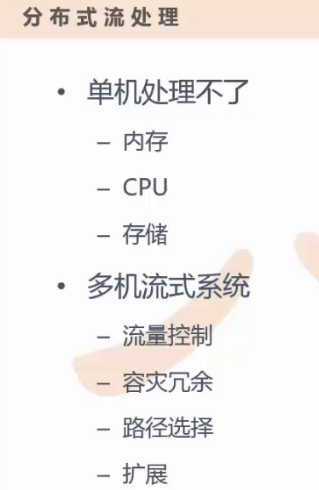 分布式流处理
• 单机处理不了
– 内存
– CPU
– 存储
• 多机流式系统
– 流量控制
– 容灾冗余
– 路径选择
– 扩展